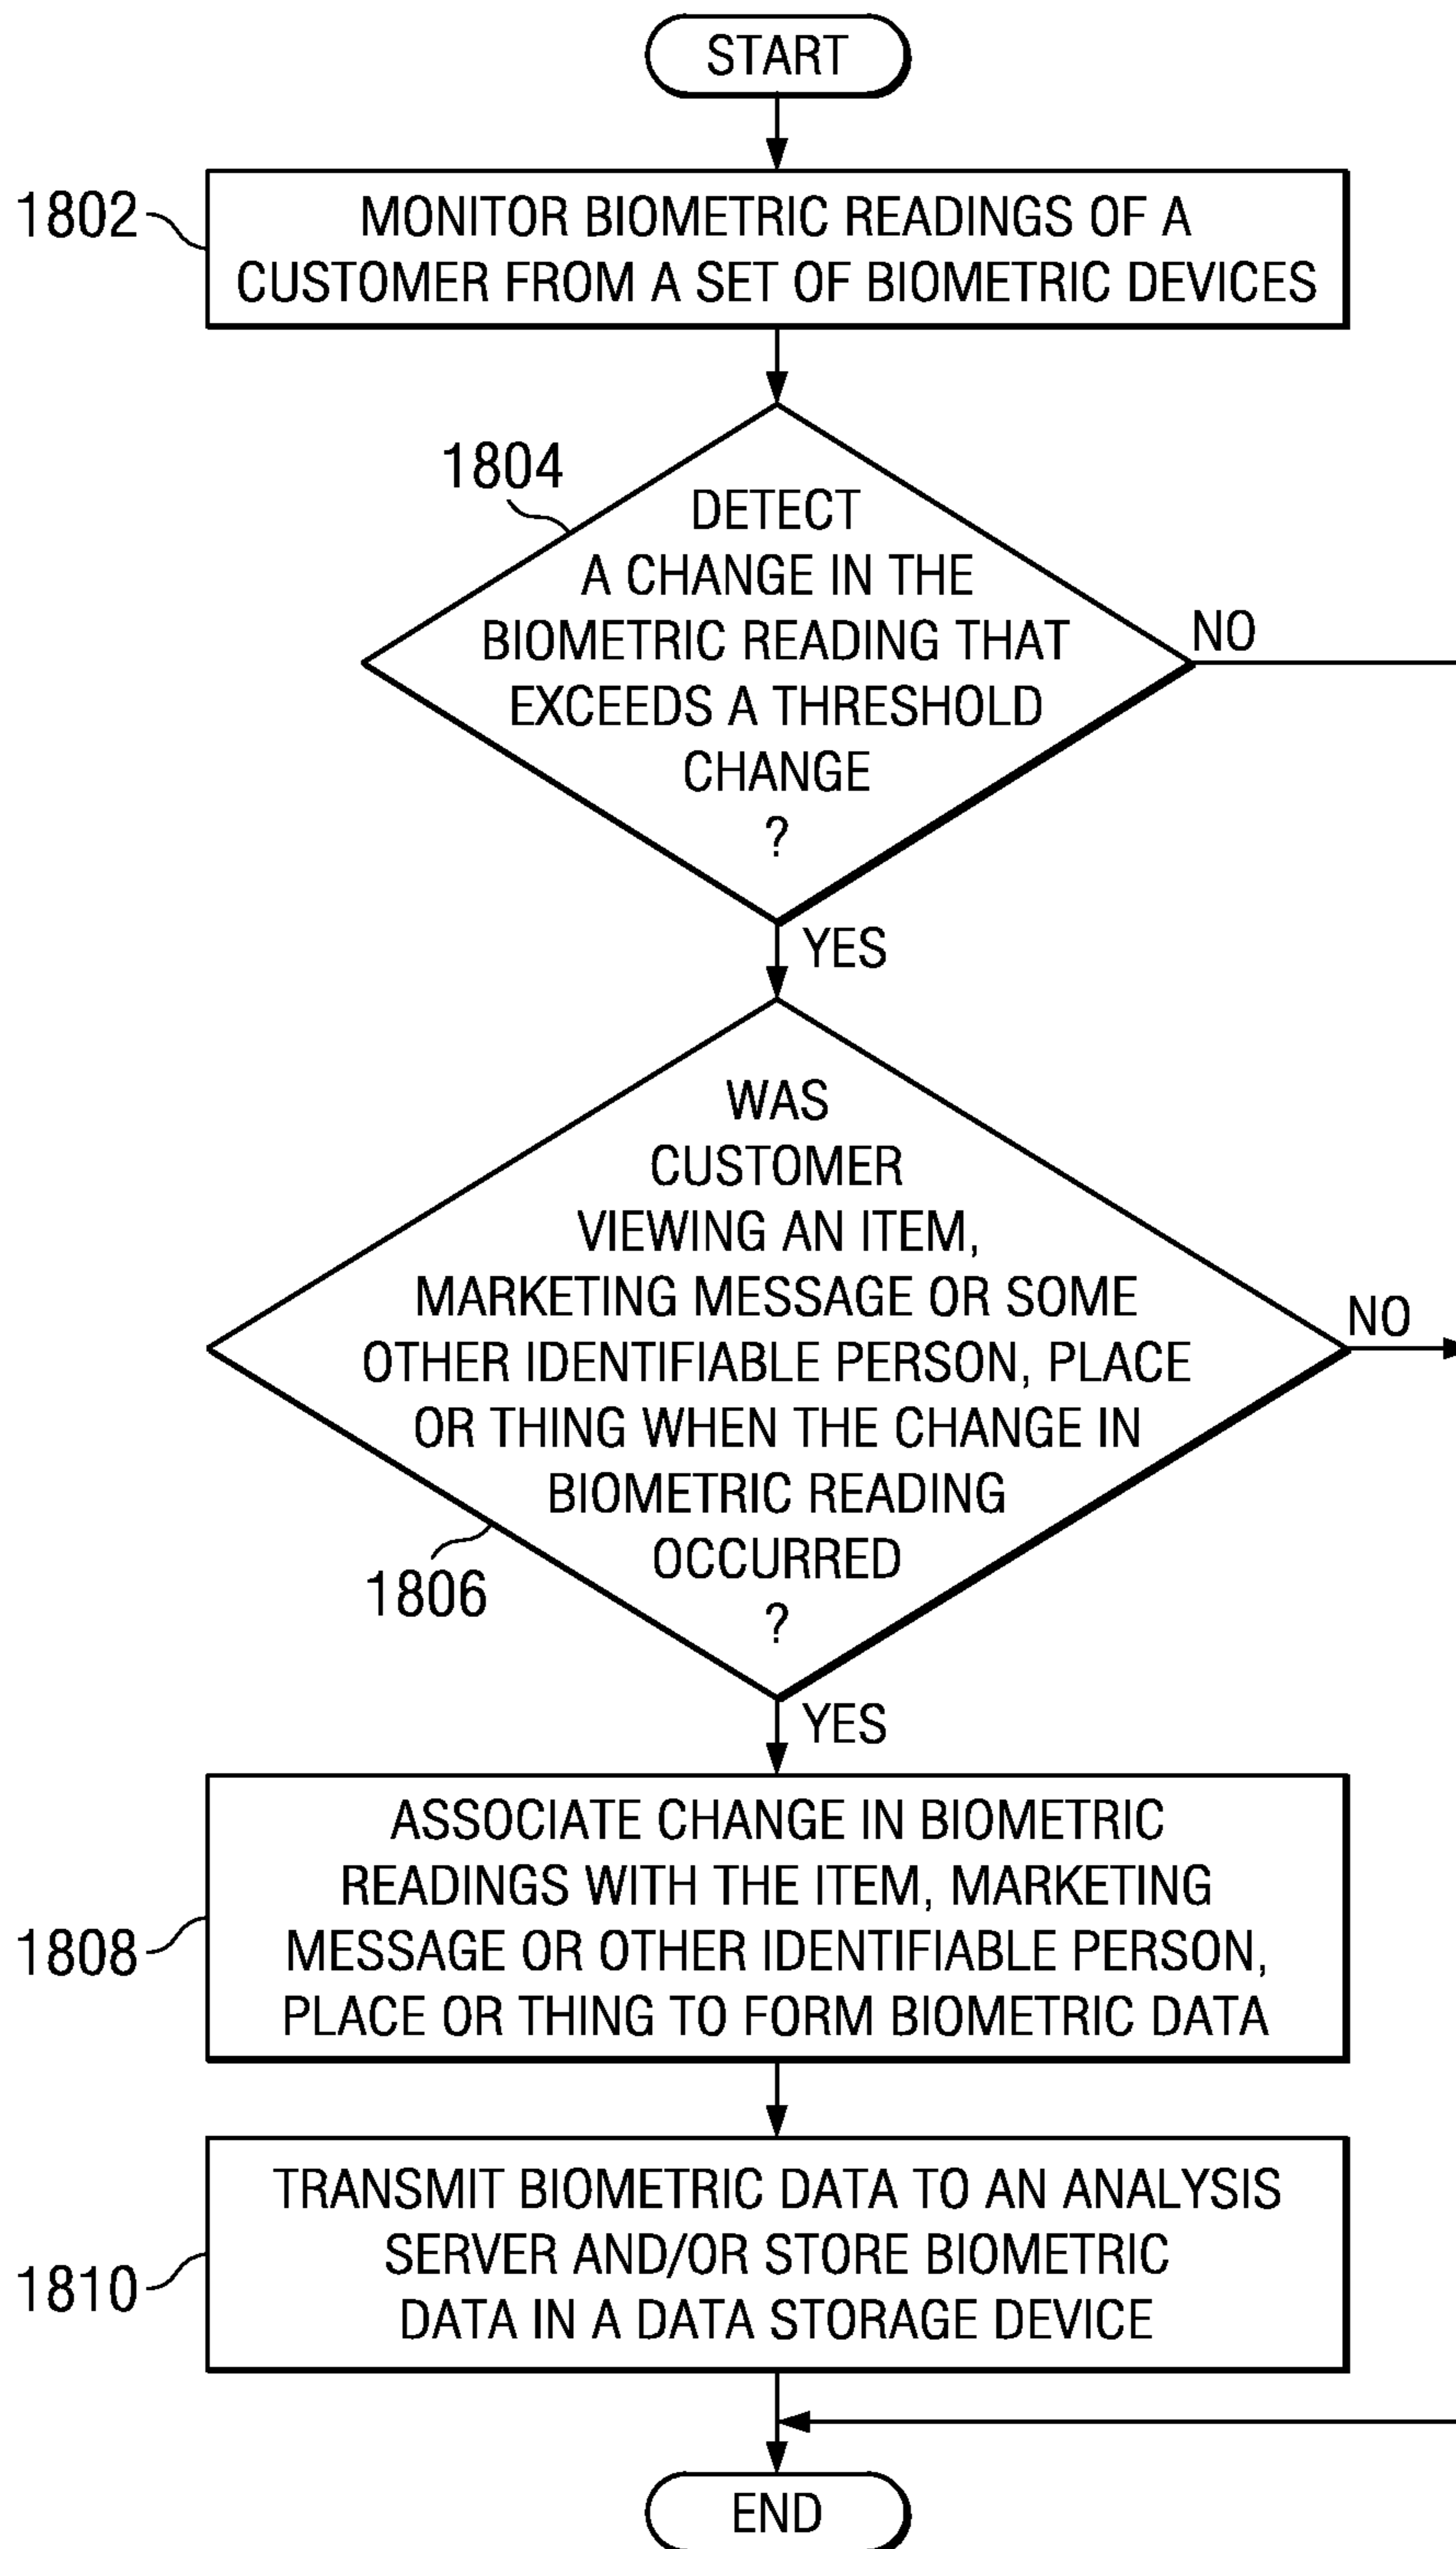 START
1802
MONITOR BIOMETRIC READINGS OF A
CUSTOMER FROM A SET OF BIOMETRIC DEVICES
1804
DETECT
A CHANGE IN THE
BIOMETRIC READING THAT
EXCEEDS A THRESHOLD
CHANGE
?
NO
YES
WAS
CUSTOMER
VIEWING AN ITEM,
MARKETING MESSAGE OR SOME
OTHER IDENTIFIABLE PERSON, PLACE
OR THING WHEN THE CHANGE IN
BIOMETRIC READING
OCCURRED
?
NO
1806
YES
ASSOCIATE CHANGE IN BIOMETRIC
READINGS WITH THE ITEM, MARKETING
MESSAGE OR OTHER IDENTIFIABLE PERSON,
PLACE OR THING TO FORM BIOMETRIC DATA
1808
TRANSMIT BIOMETRIC DATA TO AN ANALYSIS
SERVER AND/OR STORE BIOMETRIC
DATA IN A DATA STORAGE DEVICE
1810
END